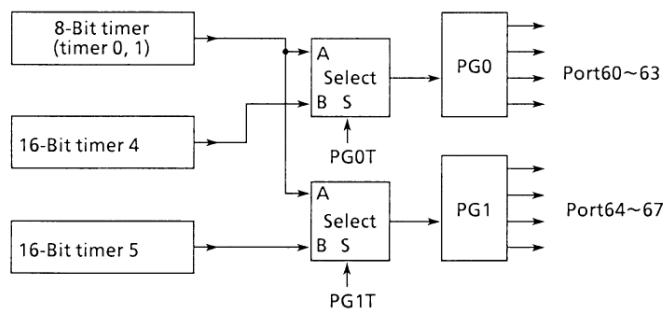 8-Bit timer
(timer 0, 1)
A
Select
B S
PG0T
PG0
Port60~63
16-Bit timer 4
A
Select
B S
PG1T
PG1
Port64~67
16-Bit timer 5